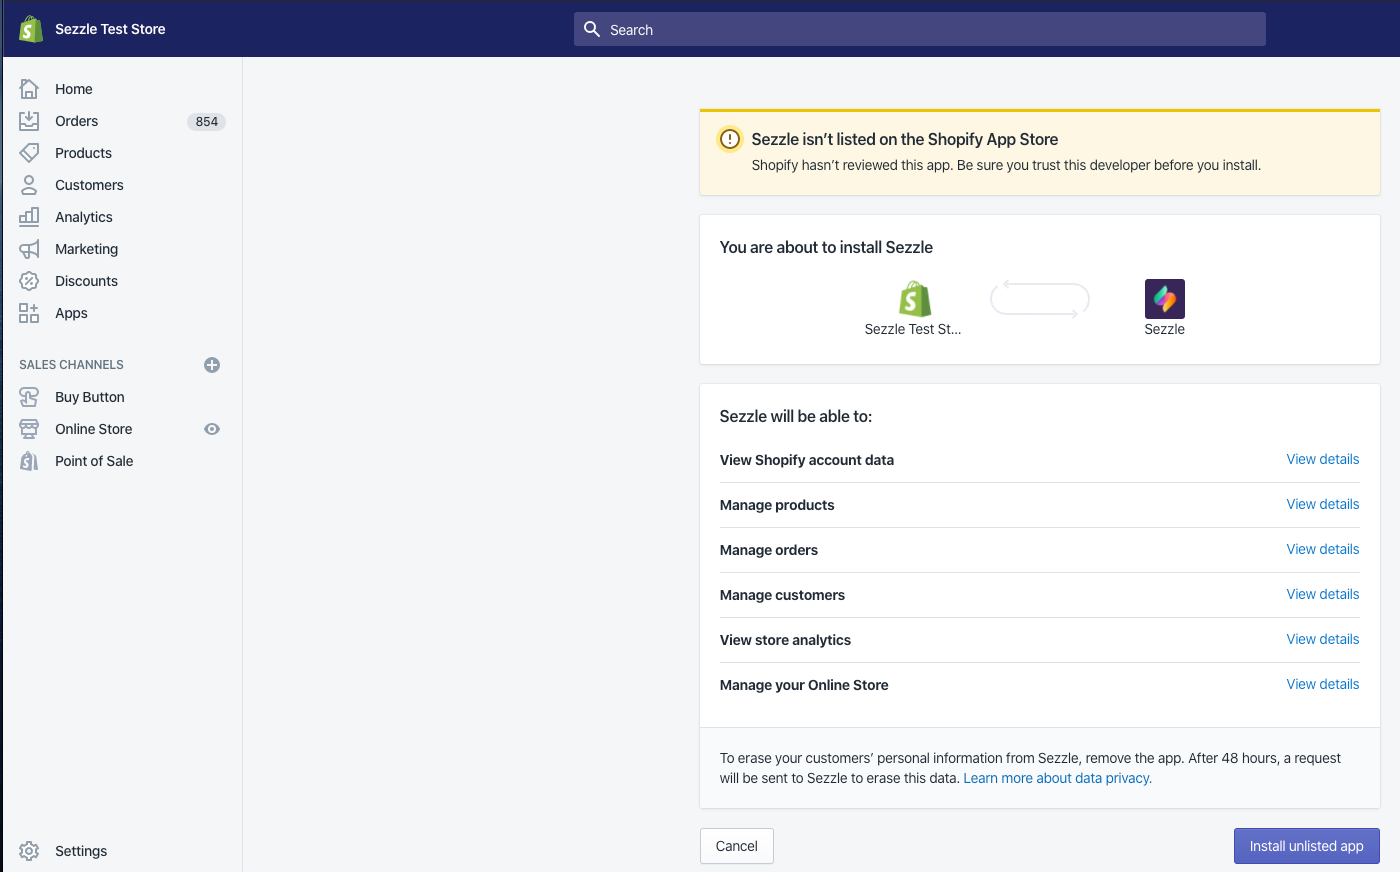 Sezzle Test Store
Search
Home
Orders 854
Products
Customers
Analytics
Marketing
Discounts
Apps
SALES CHANNELS
Buy Button
Online Store
Point of Sale
Settings
Sezzle isn’t listed on the Shopify App Store
Shopify hasn’t reviewed this app. Be sure you trust this developer before you install.
You are about to install Sezzle
Sezzle Test St... Sezzle
Sezzle will be able to:
View Shopify account data View details
Manage products View details
Manage orders View details
Manage customers View details
View store analytics View details
Manage your Online Store View details
To erase your customers’ personal information from Sezzle, remove the app. After 48 hours, a request
will be sent to Sezzle to erase this data. Learn more about data privacy.
Cancel Install unlisted app